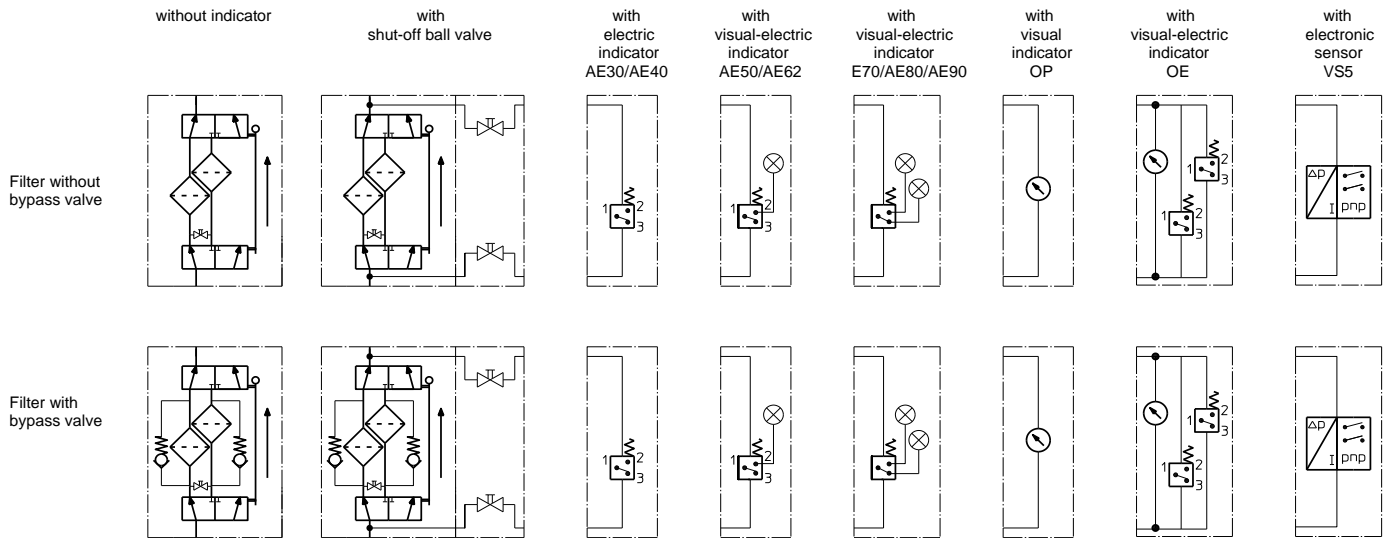 without indicator
with
shut-off ball valve
with
electric
indicator
AE30/AE40
with
visual-electric
indicator
AE50/AE62
with
visual-electric
indicator
E70/AE80/AE90
with
visual
indicator
OP
with
visual-electric
indicator
OE
with
electronic
sensor
VS5
Filter without
bypass valve
1 2
3
1 2
3
1 2
3
1 2
3
Δp
I pnp
Filter with
bypass valve
1 2
3
1 2
3
1 2
3
1 2
3
Δp
I pnp